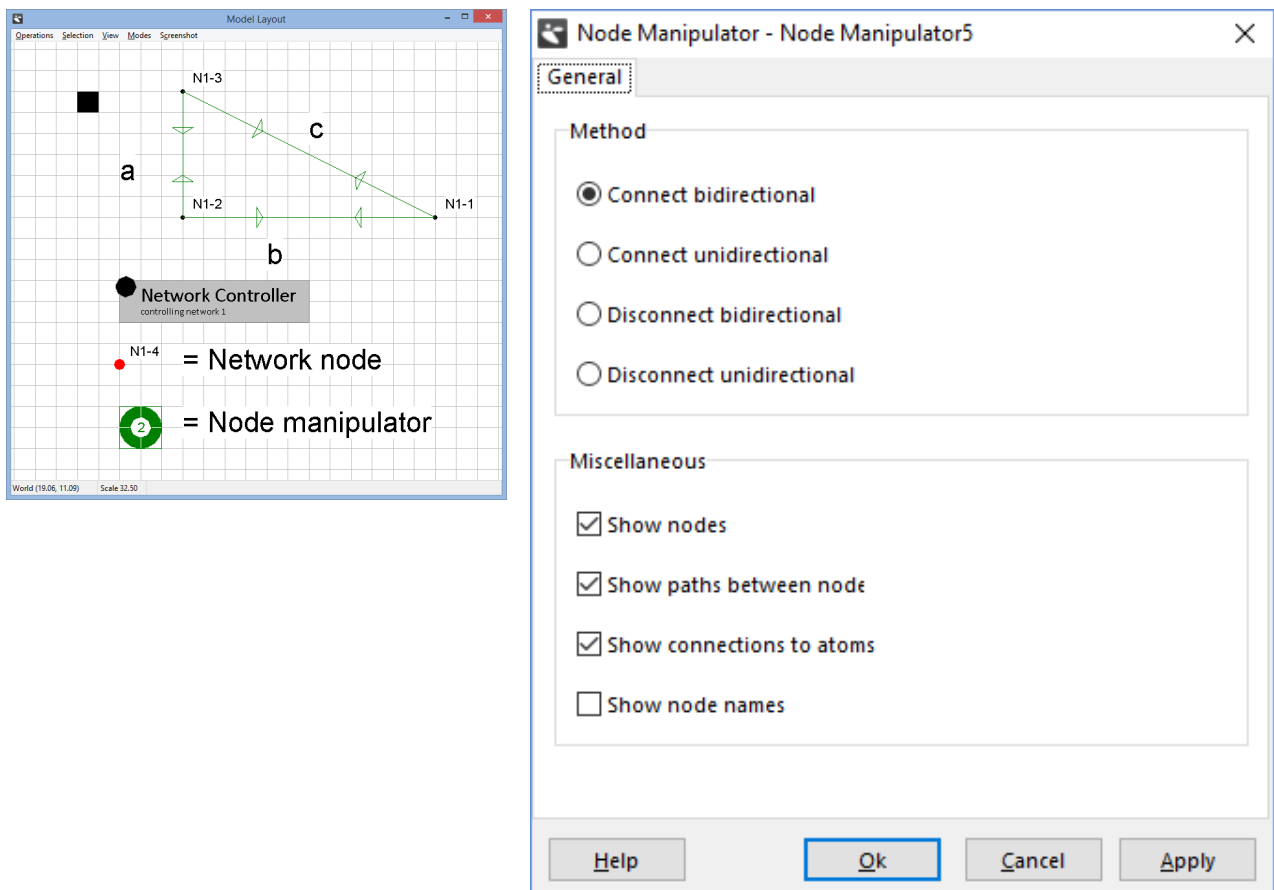 Model Layout
Operations Selection View Modes Screenshot
N1-3
c
a
N1-2
N1-1
b
Network Controller
controlling network 1
N1-4 = Network node
2 = Node manipulator
World (19.06, 11.09) Scale 32.50
Node Manipulator - Node Manipulator5
General
Method
Connect bidirectional
Connect unidirectional
Disconnect bidirectional
Disconnect unidirectional
Miscellaneous
Show nodes
Show paths between node
Show connections to atoms
Show node names
Help Ok Cancel Apply